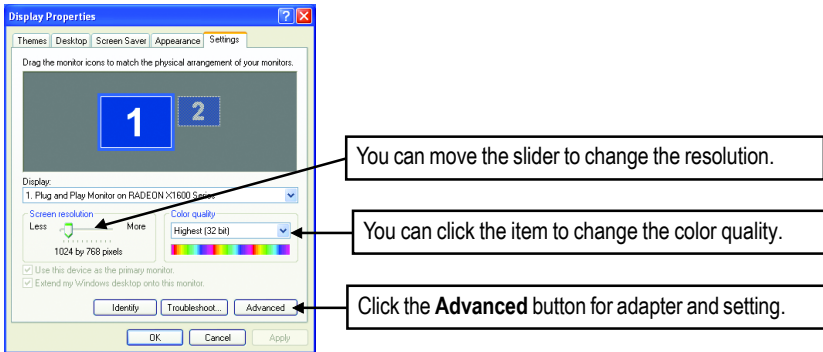 Display Properties
Themes Desktop Screen Saver Appearance Settings
Drag the monitor icons to match the physical arrangement of your monitors.
1 2
Display:
1. Plug and Play Monitor on RADEON X1600 Series
Screen resolution
Less More
1024 by 768 pixels
Color quality
Highest (32 bit)
Use this device as the primary monitor.
Extend my Windows desktop onto this monitor.
Identify Troubleshoot... Advanced
OK Cancel Apply
You can move the slider to change the resolution.
You can click the item to change the color quality.
Click the Advanced button for adapter and setting.